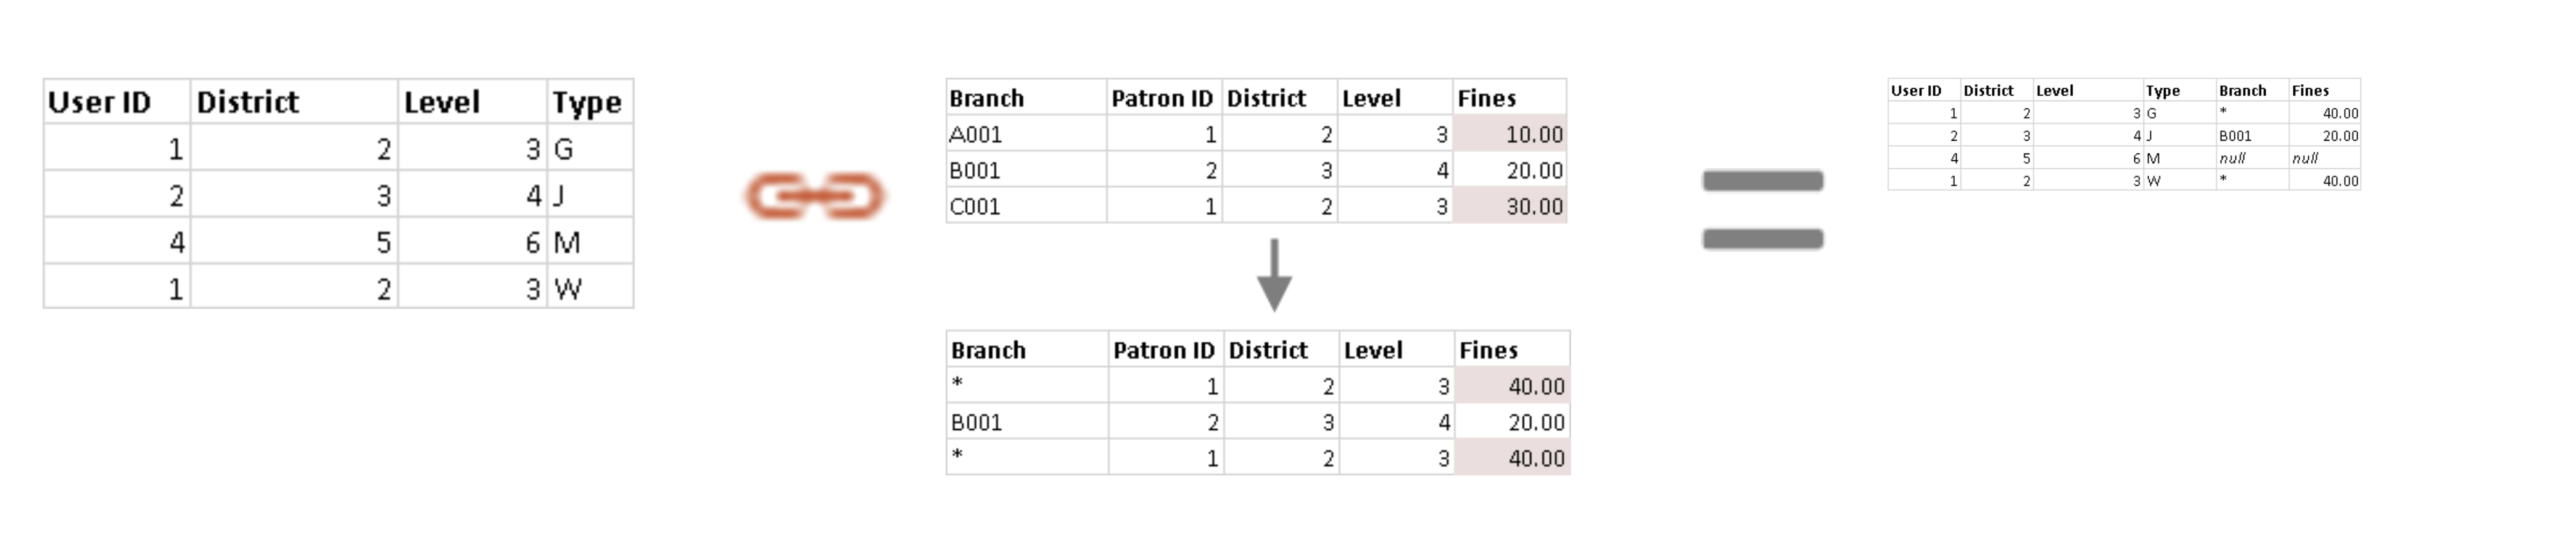 User ID District Level Type
1 2 3 G
2 3 4 J
4 5 6 M
1 2 3 W
Branch Patron ID District Level Fines
A001 1 2 3 10.00
B001 2 3 4 20.00
C001 1 2 3 30.00
Branch Patron ID District Level Fines
* 1 2 3 40.00
B001 2 3 4 20.00
* 1 2 3 40.00
User ID District Level Type Branch Fines
1 2 3 G * 40.00
2 3 4 J B001 20.00
4 5 6 M null null
1 2 3 W * 40.00